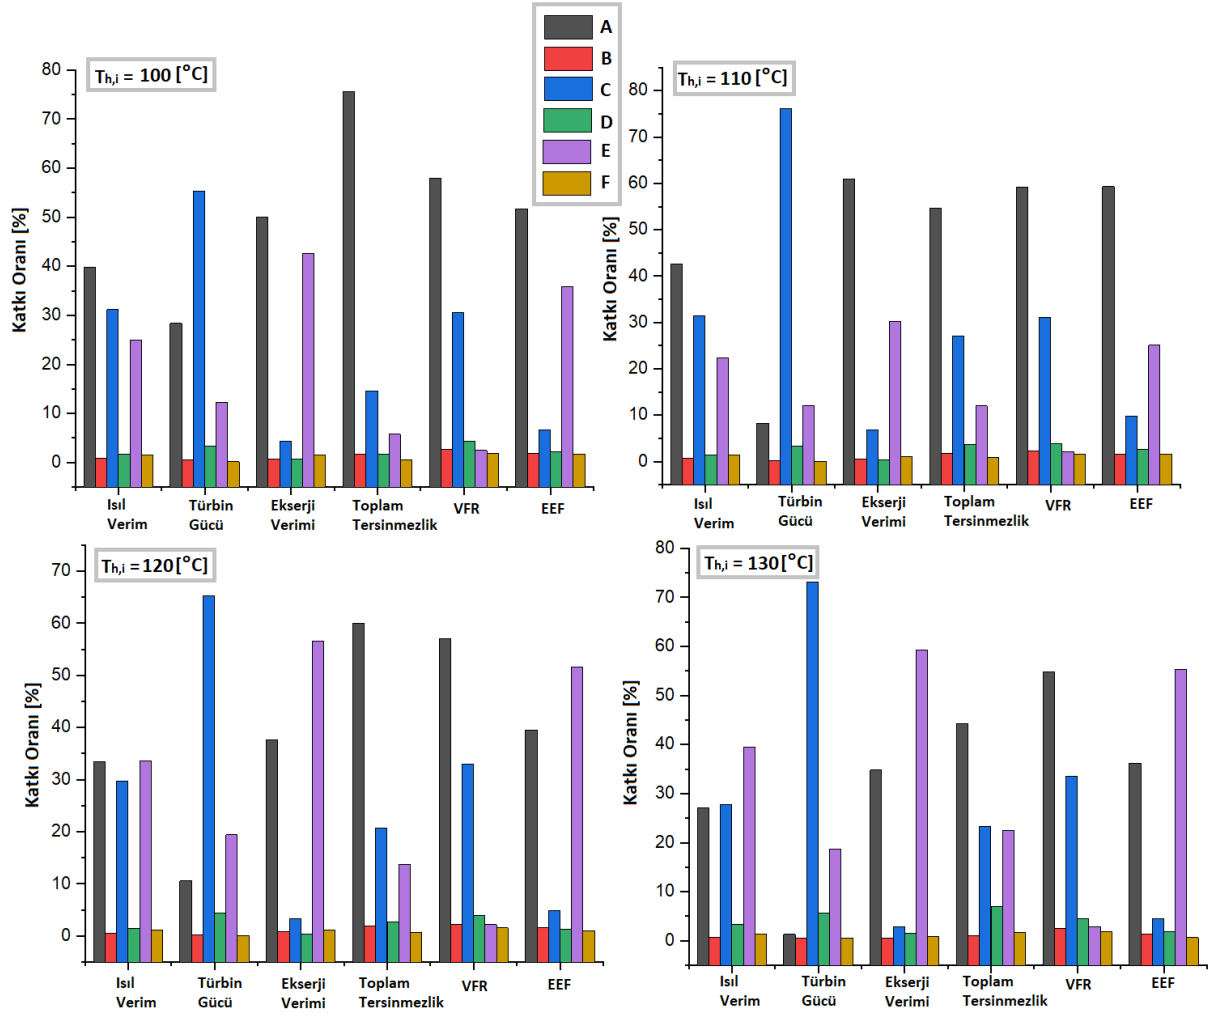 A
B
C
D
E
F
Th,i = 100 [°C]
Katkı Oranı [%]
80
70
60
50
40
30
20
10
0
Isıl Verim
Türbin Gücü
Ekserji Verimi
Toplam Tersinmezlik
VFR
EEF
Th,i = 110 [°C]
Katkı Oranı [%]
80
70
60
50
40
30
20
10
0
Isıl Verim
Türbin Gücü
Ekserji Verimi
Toplam Tersinmezlik
VFR
EEF
Th,i = 120 [°C]
Katkı Oranı [%]
70
60
50
40
30
20
10
0
Isıl Verim
Türbin Gücü
Ekserji Verimi
Toplam Tersinmezlik
VFR
EEF
Th,i = 130 [°C]
Katkı Oranı [%]
80
70
60
50
40
30
20
10
0
Isıl Verim
Türbin Gücü
Ekserji Verimi
Toplam Tersinmezlik
VFR
EEF